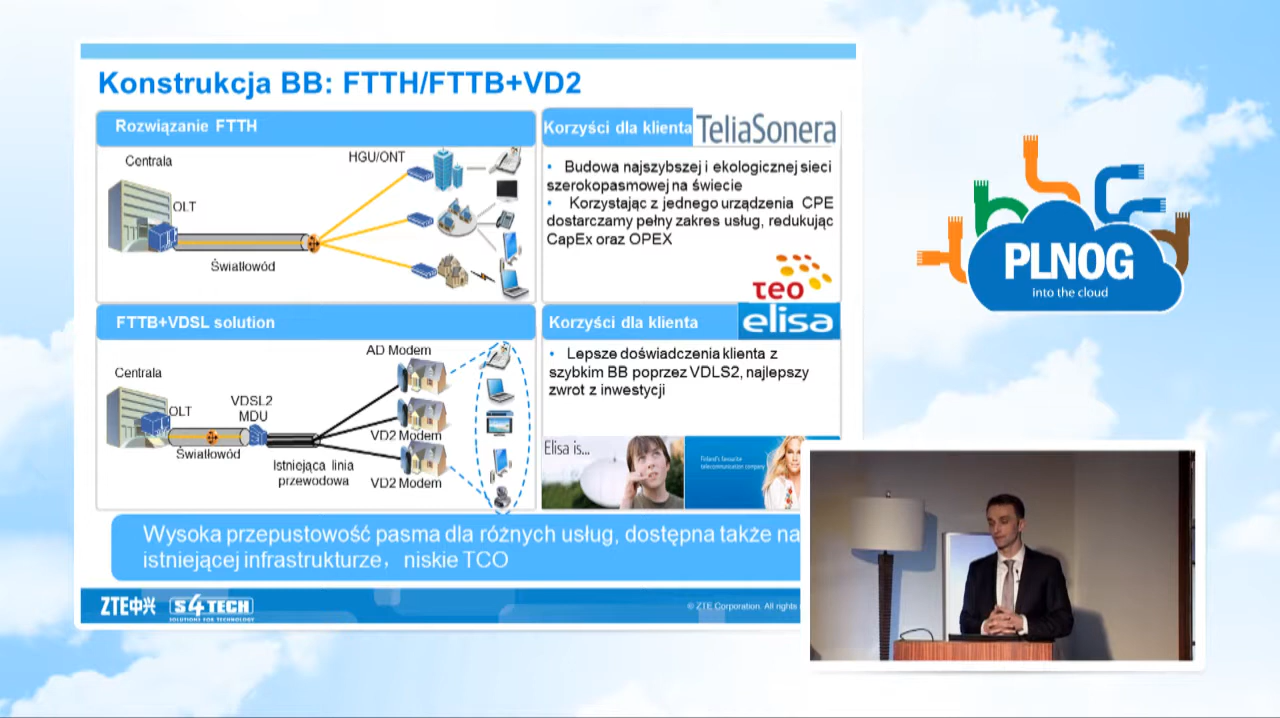 Konstrukcja BB: FTTH/FTTB+VD2
Rozwiązanie FTTH
Centrala
HGU/ONT
OLT
Światłowód
Korzyści dla klienta
TeliaSonera
• Budowa najszybszej i ekologicznej sieci
szerokopasmowej na świecie
• Korzystając z jednego urządzenia CPE
dostarczamy pełny zakres usług, redukując
CapEx oraz OPEX
TEO
FTTB+VDSL solution
AD Modem
Centrala
VDSL2
MDU
OLT
VD2 Modem
Światłowód
Istniejąca linia
przewodowa
VD2 Modem
Korzyści dla klienta
elisa
• Lepsze doświadczenia klienta z
szybkim BB poprzez VDLS2, najlepszy
zwrot z inwestycji
Elisa is...
Finland's favourite
telecommunication company
Wysoka przepustowość pasma dla różnych usług, dostępna także na
istniejącej infrastrukturze, niskie TCO
ZTE中兴
S4TECH
SOLUTIONS FOR TECHNOLOGY
© ZTE Corporation. All rights
PLNOG
into the cloud